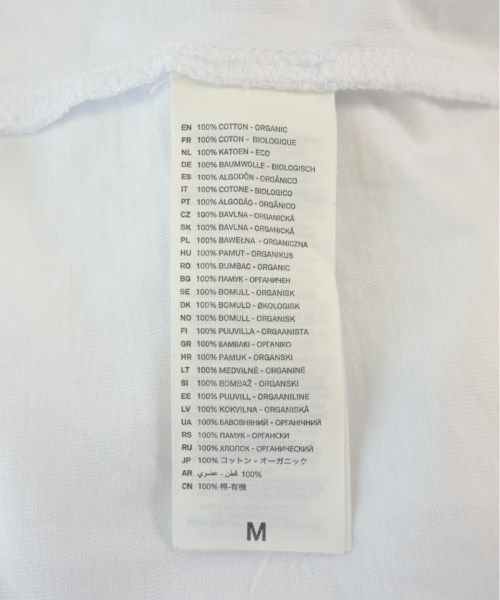 EN 100% COTTON - ORGANIC
FR 100% COTON - BIOLOGIQUE
NL 100% KATOEN - ECO
DE 100% BAUMWOLLE - BIOLOGISCH
ES 100% ALGODÓN - ORGÁNICO
IT 100% COTONE - BIOLOGICO
PT 100% ALGODÃO - ORGÂNICO
CZ 100% BAVLNA - ORGANICKÁ
SK 100% BAVLNA - ORGANICKÁ
PL 100% BAWEŁNA - ORGANICZNA
HU 100% PAMUT - ORGANIKUS
RO 100% BUMBAC - ORGANIC
BG 100% ПАМУК - ОРГАНИЧЕН
SE 100% BOMULL - ORGANISK
DK 100% BOMULD - ØKOLOGISK
NO 100% BOMULL - ORGANISK
FI 100% PUUVILLA - ORGAANISTA
GR 100% ΒΑΜΒΑΚΙ - ΟΡΓΑΝΙΚΟ
HR 100% PAMUK - ORGANSKI
LT 100% MEDVILNĖ - ORGANINĖ
SI 100% BOMBAŽ - ORGANSKI
EE 100% PUUVILL - ORGAANILINE
LV 100% KOKVILNA - ORGANISKĀ
UA 100% БАВОВНЯНИЙ - ОРГАНІЧНИЙ
RS 100% ПАМУК - ОРГАНСКИ
RU 100% ХЛОПОК - ОРГАНИЧЕСКИЙ
JP 100% コットン - オーガニック
AR 100% قطن - عضوي
CN 100% 棉-有機
M